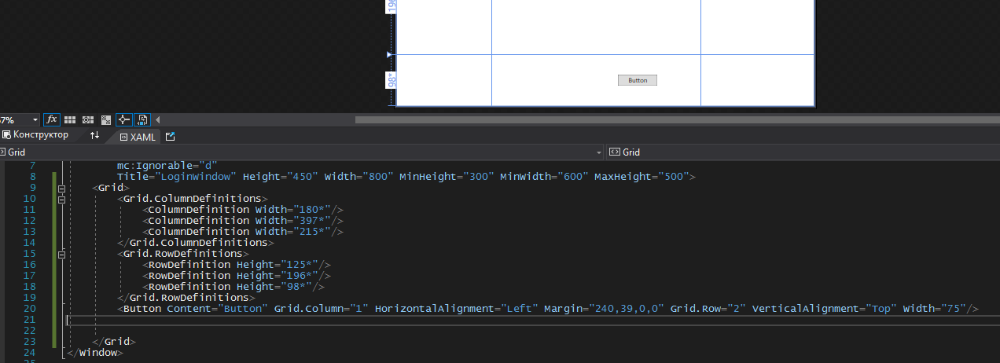 196
98*
Button
67%
fx
Конструктор
XAML
Grid
Grid
7 mc:Ignorable="d"
8 Title="LoginWindow" Height="450" Width="800" MinHeight="300" MinWidth="600" MaxHeight="500">
9 <Grid>
10 <Grid.ColumnDefinitions>
11 <ColumnDefinition Width="180*"/>
12 <ColumnDefinition Width="397*"/>
13 <ColumnDefinition Width="215*"/>
14 </Grid.ColumnDefinitions>
15 <Grid.RowDefinitions>
16 <RowDefinition Height="125*"/>
17 <RowDefinition Height="196*"/>
18 <RowDefinition Height="98*"/>
19 </Grid.RowDefinitions>
20 <Button Content="Button" Grid.Column="1" HorizontalAlignment="Left" Margin="240,39,0,0" Grid.Row="2" VerticalAlignment="Top" Width="75"/>
21
22
23 </Grid>
24 </Window>
25